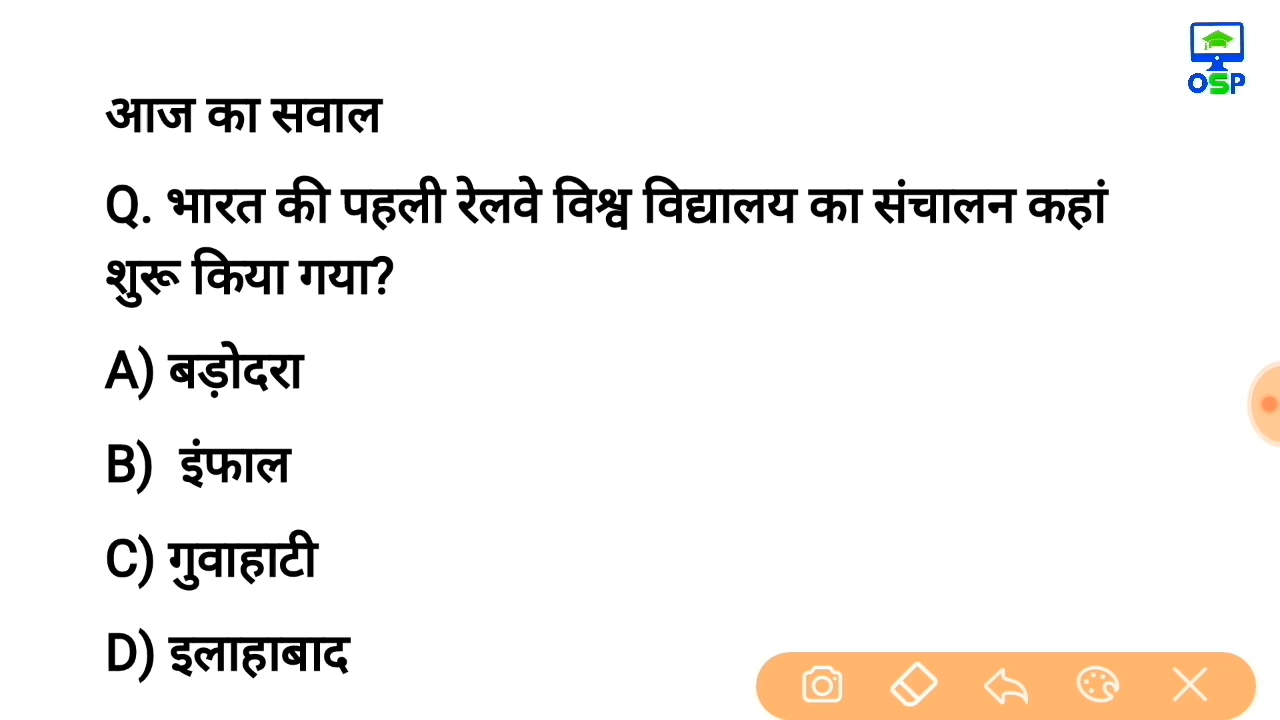 OSP
आज का सवाल
Q. भारत की पहली रेलवे विश्व विद्यालय का संचालन कहां
शुरू किया गया?
A) बड़ोदरा
B) इंफाल
C) गुवाहाटी
D) इलाहाबाद